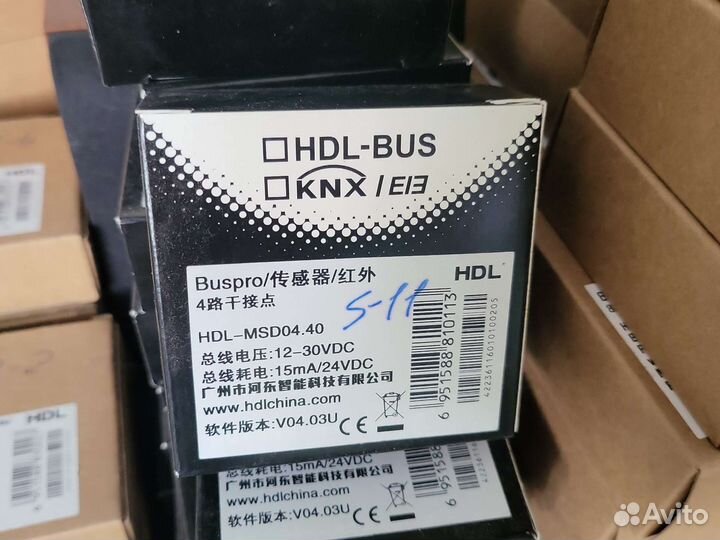 HDL-BUS
KNX/EIB
Buspro/传感器/红外
HDL
4路干接点
S-11
HDL-MSD04.40
总线电压:12-30VDC
总线耗电:15mA/24VDC
广州市河东智能科技有限公司
www.hdlchina.com
软件版本:V04.03U
CE
6 951588 810113
4223611601010020S
总线耗电:15mA/24VDC
广州市河东智能科技有限公司
www.hdlchina.com
软件版本:V04.03U
CE
HDL
Avito